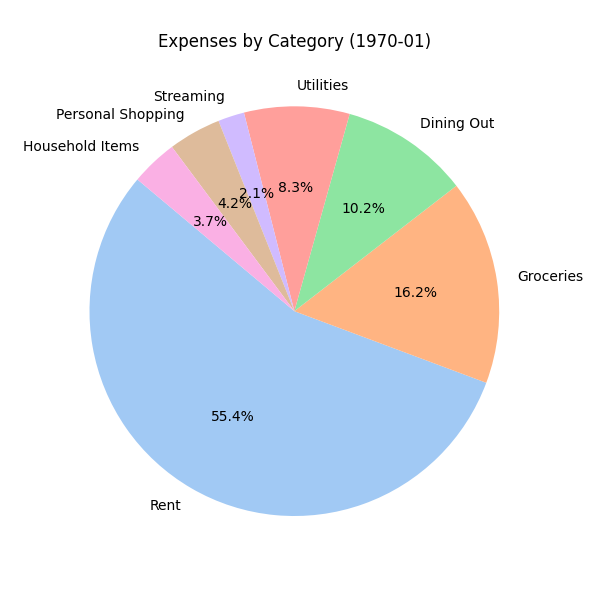 Expenses by Category (1970-01)
Utilities
Streaming
Personal Shopping
Dining Out
Household Items
8.3%
2.1%
4.2%
10.2%
3.7%
Groceries
16.2%
55.4%
Rent